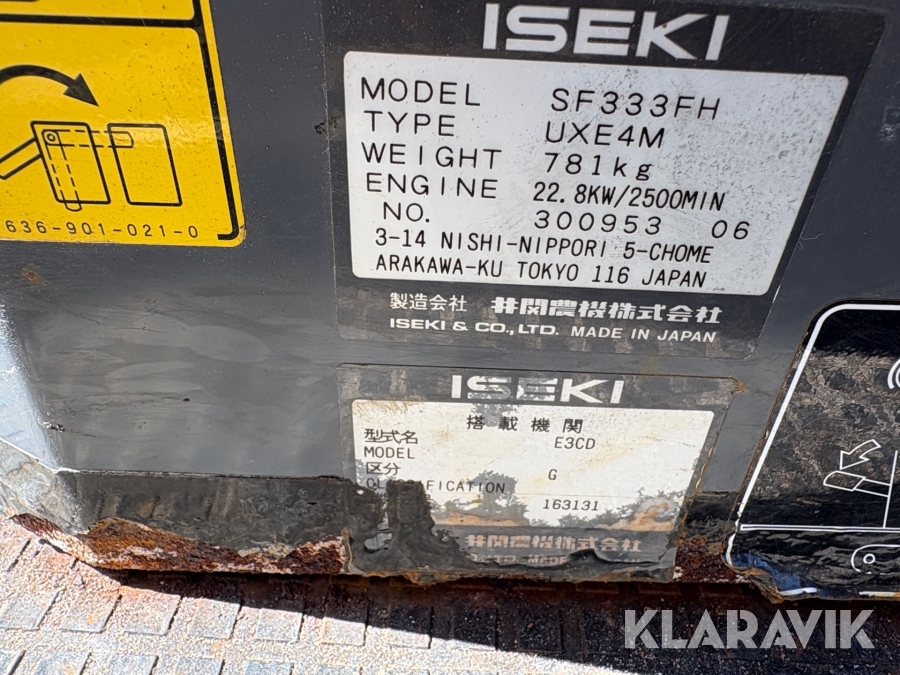 636-901-021-0
ISEKI
MODEL SF333FH
TYPE UXE4M
WEIGHT 781kg
ENGINE 22.8KW/2500MIN
NO. 300953 06
3-14 NISHI-NIPPORI 5-CHOME
ARAKAWA-KU TOKYO 116 JAPAN
製造会社 井関農機株式会社
ISEKI & CO., LTD. MADE IN JAPAN
ISEKI
搭載機関
型式名 E3CD
MODEL
区分 G
163131
井関農機株式会社
MADE
KLARAVIK